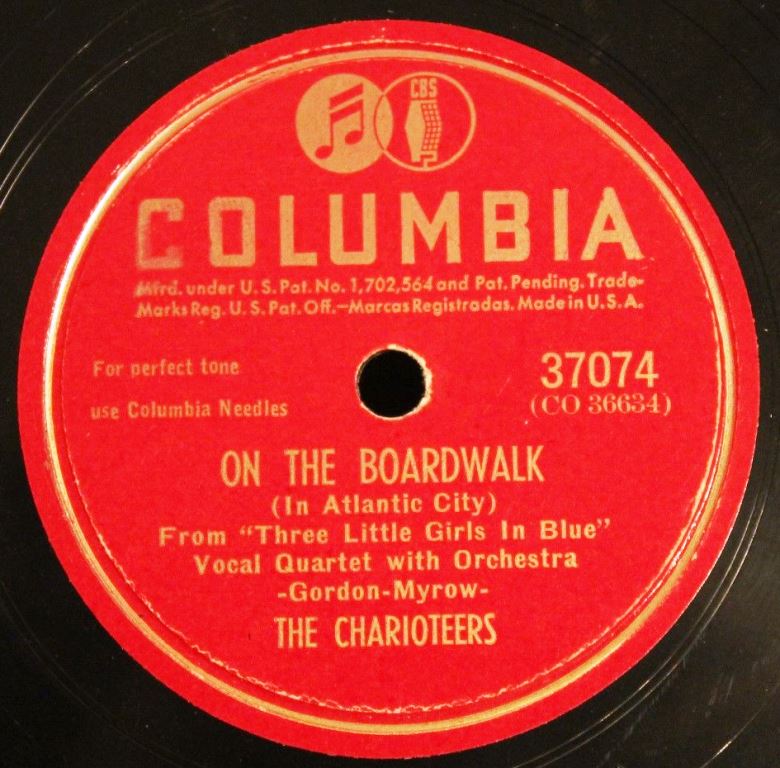 CBS
COLUMBIA
Mfrd. under U.S. Pat. No. 1,702,564 and Pat. Pending. Trade-
Marks Reg. U.S. Pat. Off.—Marcas Registradas. Made in U.S.A.
For perfect tone
use Columbia Needles
37074
(CO 36634)
ON THE BOARDWALK
(In Atlantic City)
From "Three Little Girls In Blue"
Vocal Quartet with Orchestra
-Gordon-Myrow-
THE CHARIOTEERS